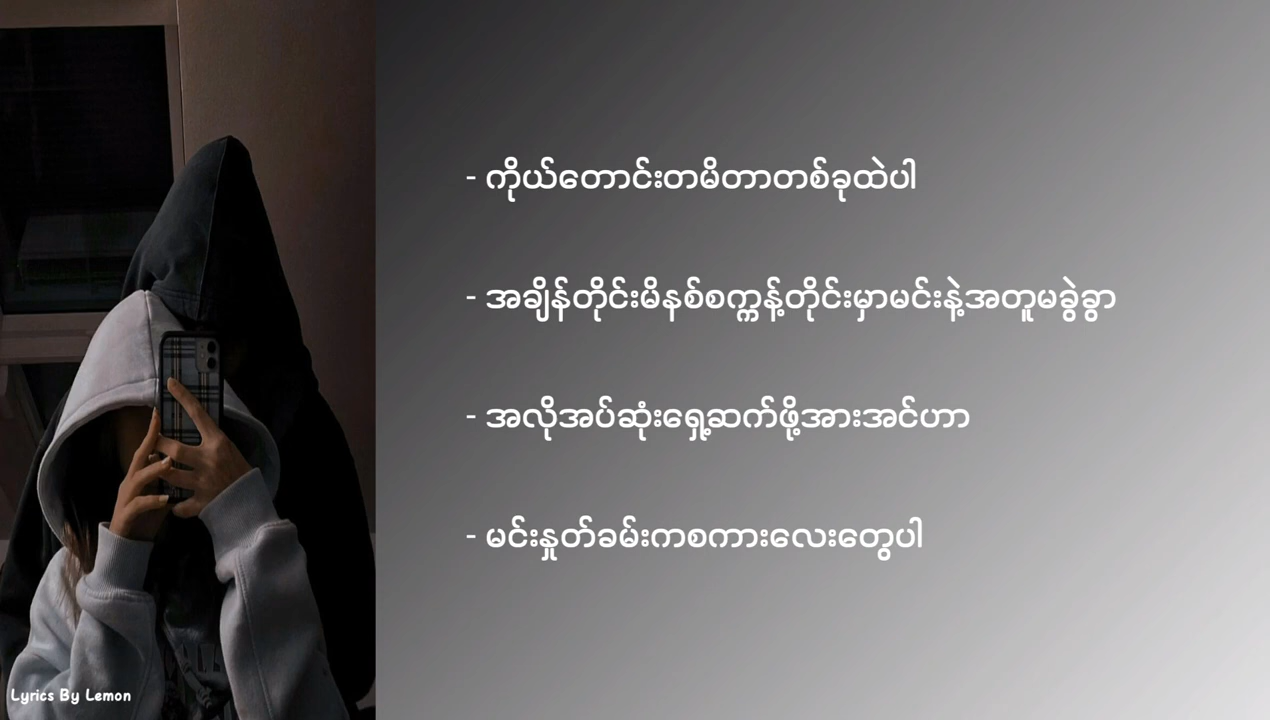 - ကိုယ်တောင်းတမိတာတစ်ခုထဲပါ
- အချိန်တိုင်းမိနစ်စက္ကန့်တိုင်းမှာမင်းနဲ့အတူမခွဲခွာ
- အလိုအပ်ဆုံးရှေ့ဆက်ဖို့အားအင်ဟာ
- မင်းနှုတ်ခမ်းကစကားလေးတွေပါ
Lyrics By Lemon